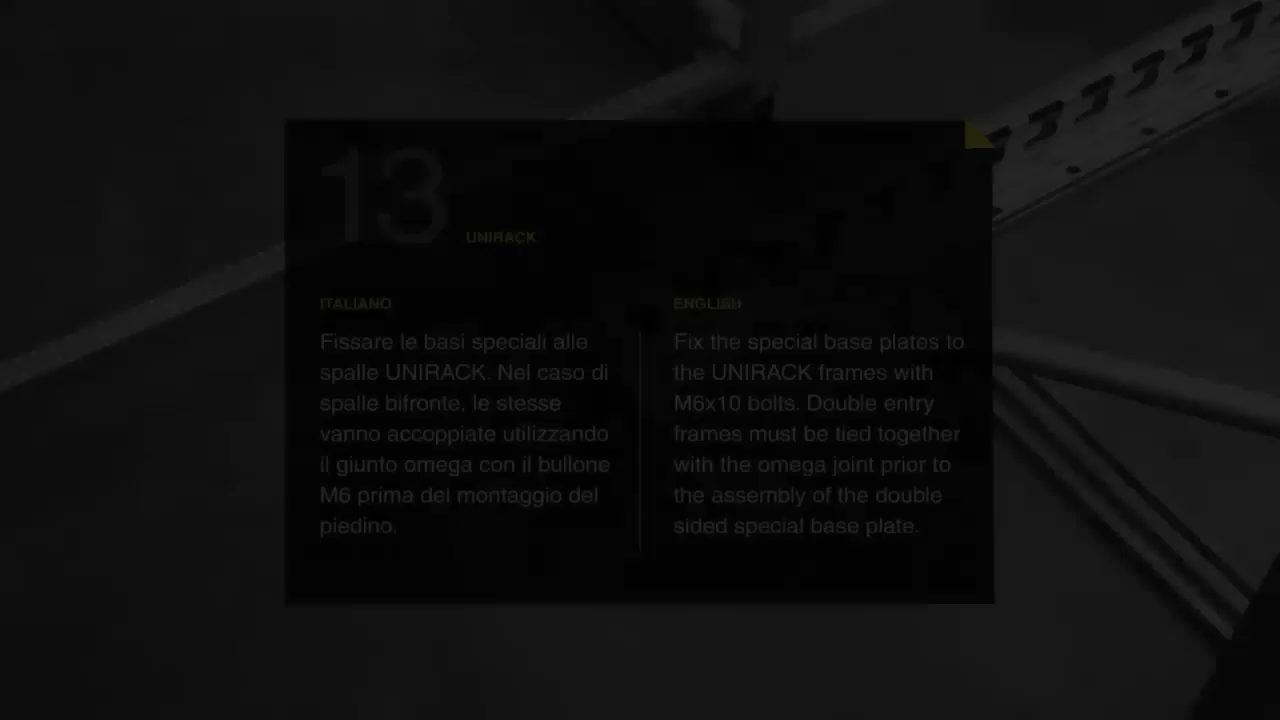 13
UNIRACK
ITALIANO
Fissare le basi speciali alle
spalle UNIRACK. Nel caso di
spalle bifronte, le stesse
vanno accoppiate utilizzando
il giunto omega con il bullone
M6 prima del montaggio del
piedino.
ENGLISH
Fix the special base plates to
the UNIRACK frames with
M6x10 bolts. Double entry
frames must be tied together
with the omega joint prior to
the assembly of the double
sided special base plate.